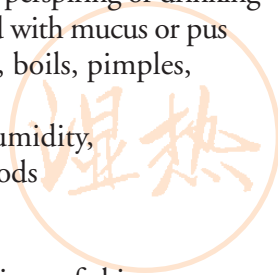 perspiring or drinking
with mucus or pus
, boils, pimples,
umidity,
ods
湿热